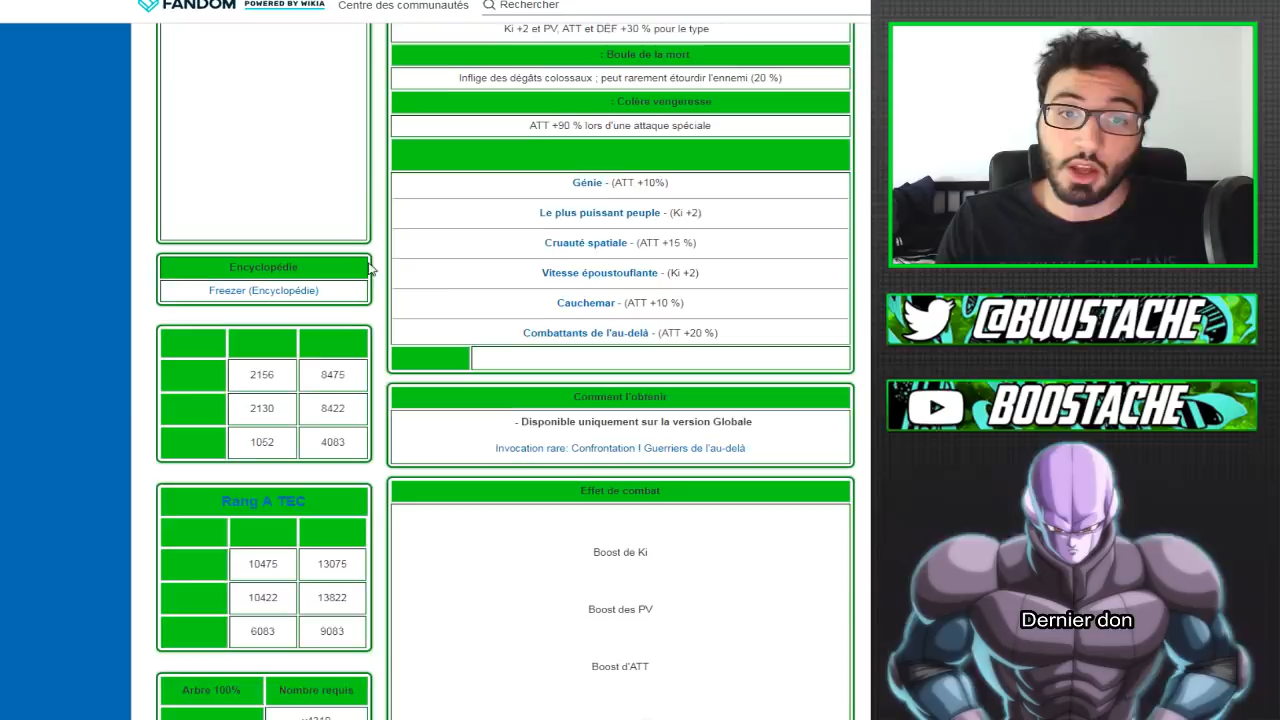 FANDOM
POWERED BY WIKIA
Centre des communautés
Rechercher
Ki +2 et PV, ATT et DEF +30 % pour le type
: Boule de la mort
Inflige des dégâts colossaux ; peut rarement étourdir l'ennemi (20 %)
: Colère vengeresse
ATT +90 % lors d'une attaque spéciale
Génie - (ATT +10%)
Le plus puissant peuple - (Ki +2)
Cruauté spatiale - (ATT +15 %)
Vitesse époustouflante - (Ki +2)
Cauchemar - (ATT +10 %)
Combattants de l'au-delà - (ATT +20 %)
Comment l'obtenir
- Disponible uniquement sur la version Globale
Invocation rare: Confrontation ! Guerriers de l'au-delà
Effet de combat
Boost de Ki
Boost des PV
Boost d'ATT
Encyclopédie
Freezer (Encyclopédie)
2156 8475
2130 8422
1052 4083
Rang A TEC
10475 13075
10422 13822
6083 9083
Arbre 100% Nombre requis
@BUUSTACHE
BOOSTACHE
Dernier don